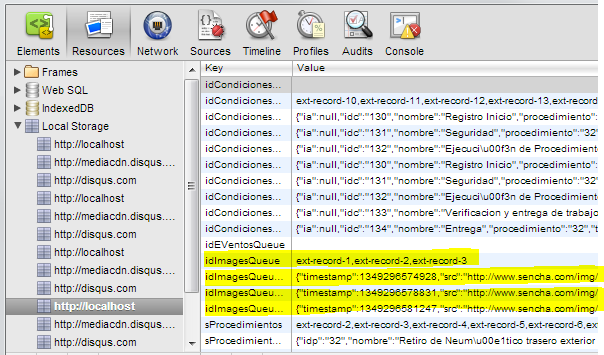 Elements Resources Network Sources Timeline Profiles Audits Console
Frames
Web SQL
IndexedDB
Local Storage
http://localhost
http://mediacdn.disqus....
http://disqus.com
http://localhost
http://mediacdn.disqus....
http://disqus.com
http://localhost
http://mediacdn.disqus....
http://disqus.com
http://localhost
http://mediacdn.disqus....
http://disqus.com
Key Value
idCondiciones...
idCondiciones... ext-record-10,ext-record-11,ext-record-12,ext-record-13,ext-reco
idCondiciones... {"ia":null,"idc":"130","nombre":"Registro Inicio","procedimiento":
idCondiciones... {"ia":null,"idc":"131","nombre":"Seguridad","procedimiento":"32"
idCondiciones... {"ia":null,"idc":"132","nombre":"Ejecuci\u00f3n de Procedimie
idCondiciones... {"ia":null,"idc":"130","nombre":"Registro Inicio","procedimiento":
idCondiciones... {"ia":null,"idc":"131","nombre":"Seguridad","procedimiento":"32"
idCondiciones... {"ia":null,"idc":"132","nombre":"Ejecuci\u00f3n de Procedimie
idCondiciones... {"ia":null,"idc":"133","nombre":"Verificacion y entrega de trabajo
idCondiciones... {"ia":null,"idc":"134","nombre":"Entrega","procedimiento":"32","t
idEVentosQueue
idImagesQueue ext-record-1,ext-record-2,ext-record-3
idImagesQueu... {"timestamp":1349296574928,"src":"http://www.sencha.com/img/
idImagesQueu... {"timestamp":1349296578831,"src":"http://www.sencha.com/img/
idImagesQueu... {"timestamp":1349296581247,"src":"http://www.sencha.com/img/
sProcedimientos ext-record-2,ext-record-3,ext-record-4,ext-record-5,ext-record-6,e
sProcedimient... {"idp":"32","nombre":"Retiro de Neum\u00e1tico trasero exterior